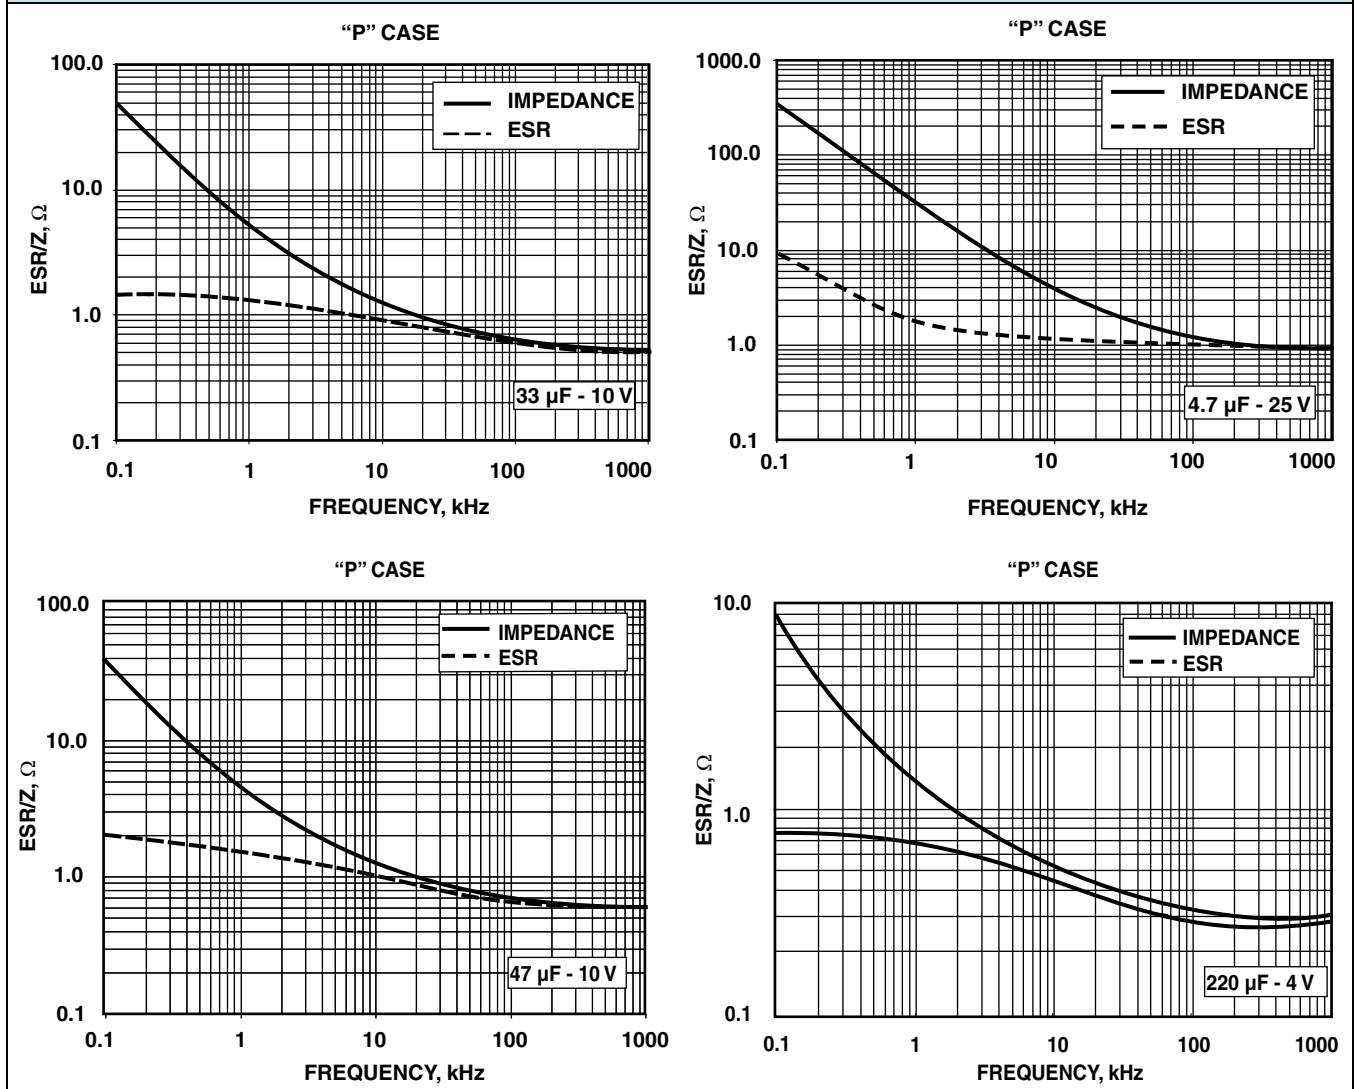 “P” CASE
100.0
10.0
1.0
0.1
ESR/Z, Ω
IMPEDANCE
ESR
33 µF - 10 V
0.1 1 10 100 1000
FREQUENCY, kHz
“P” CASE
1000.0
100.0
10.0
1.0
0.1
ESR/Z, Ω
IMPEDANCE
ESR
4.7 µF - 25 V
0.1 1 10 100 1000
FREQUENCY, kHz
“P” CASE
100.0
10.0
1.0
0.1
ESR/Z, Ω
IMPEDANCE
ESR
47 µF - 10 V
0.1 1 10 100 1000
FREQUENCY, kHz
“P” CASE
10.0
1.0
0.1
ESR/Z, Ω
IMPEDANCE
ESR
220 µF - 4 V
0.1 1 10 100 1000
FREQUENCY, kHz